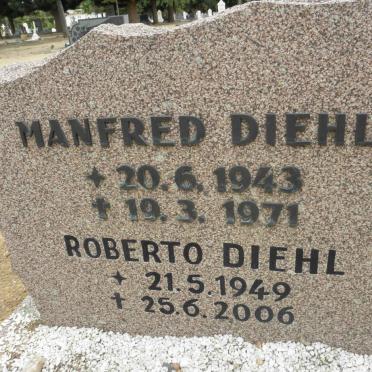 MANFRED DIEHL
✦ 20.6.1943
✝ 19.3.1971
ROBERTO DIEHL
✦ 21.5.1949
✝ 25.6.2006